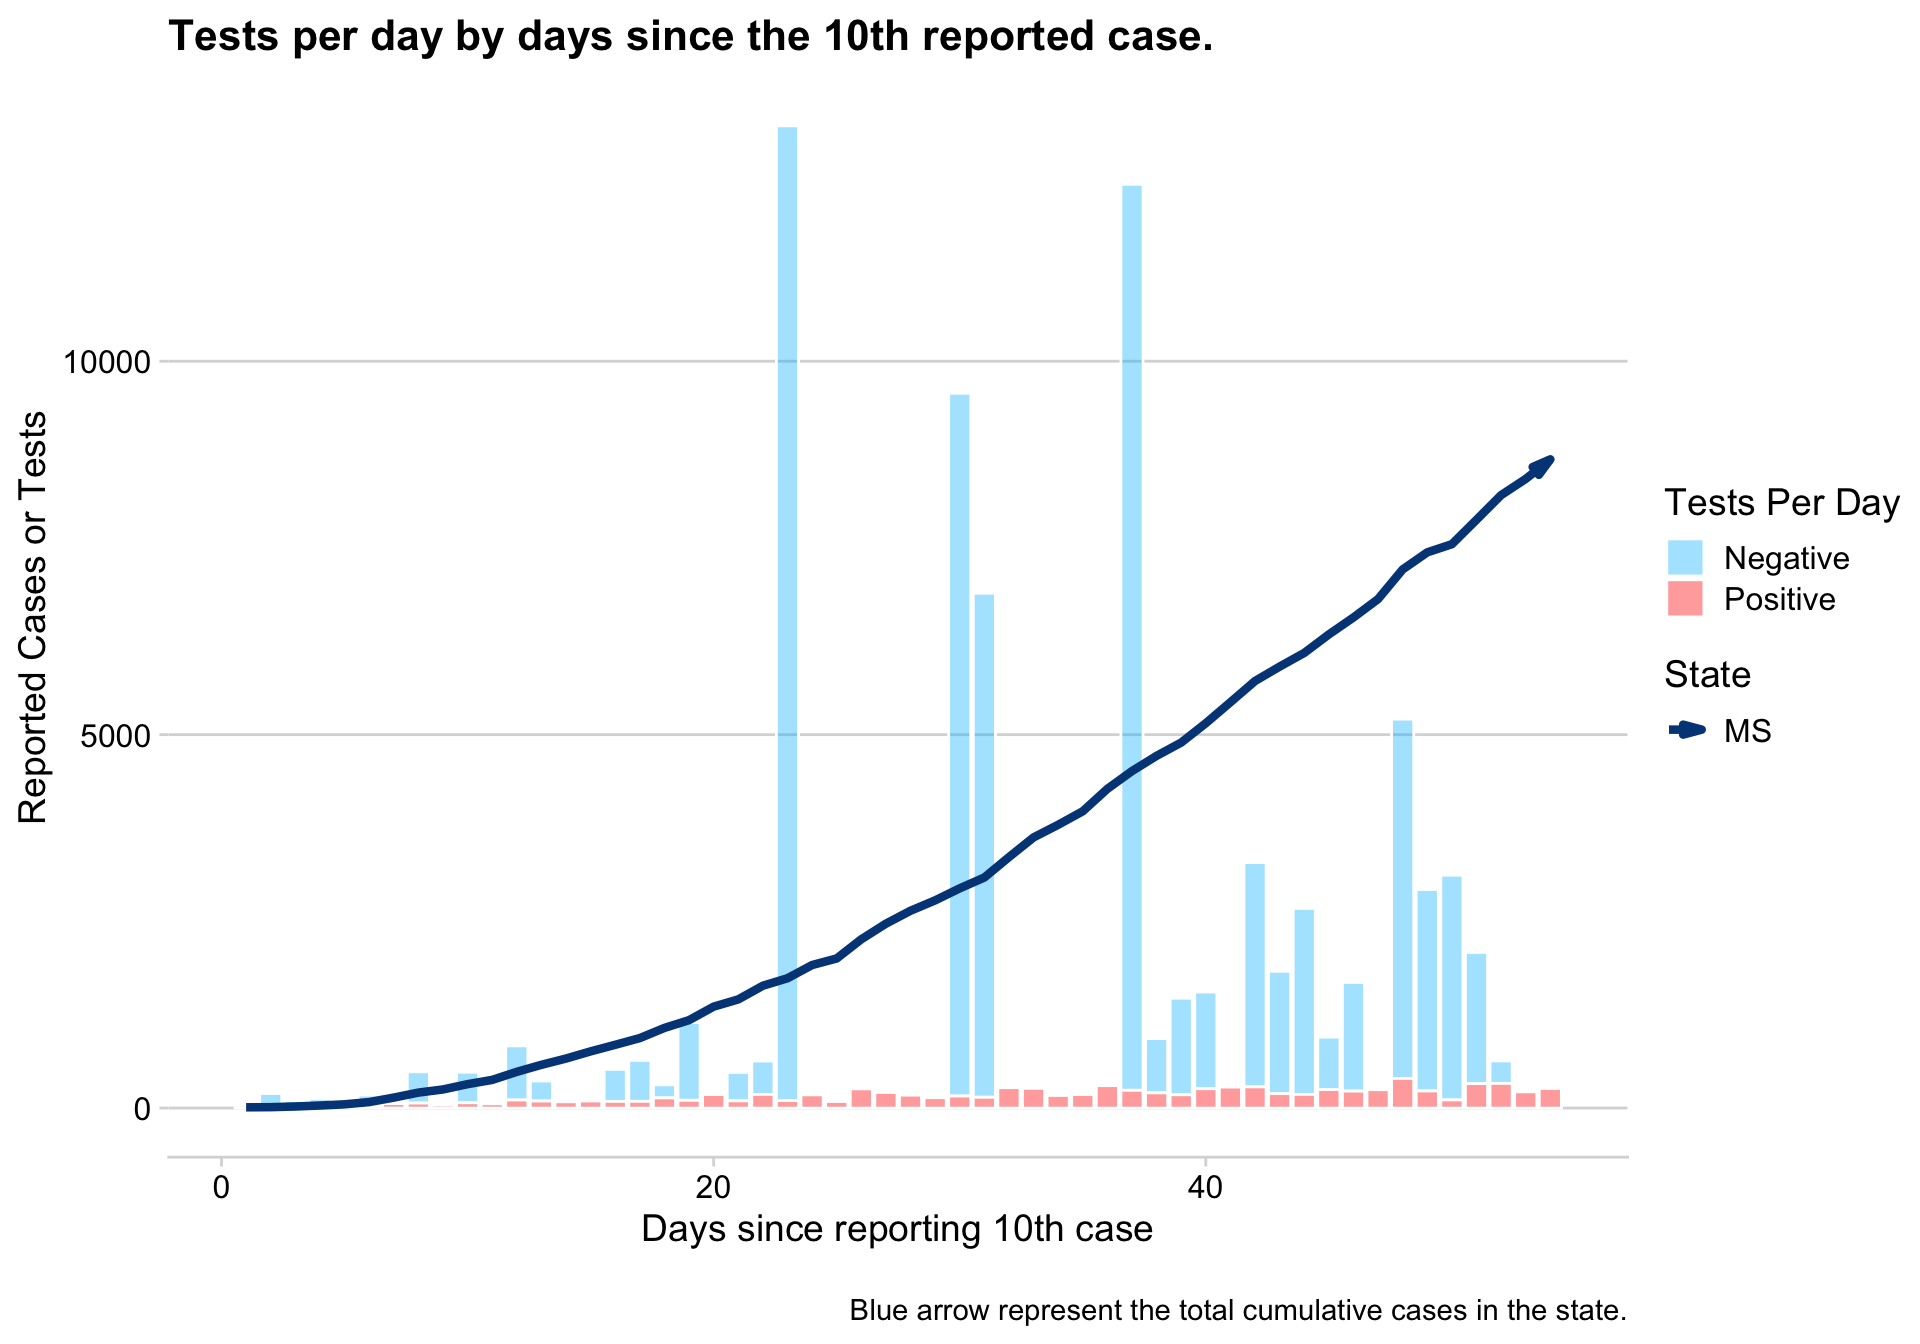 Tests per day by days since the 10th reported case.
10000
5000
0
Reported Cases or Tests
0
20
40
Days since reporting 10th case
Tests Per Day
Negative
Positive
State
MS
Blue arrow represent the total cumulative cases in the state.